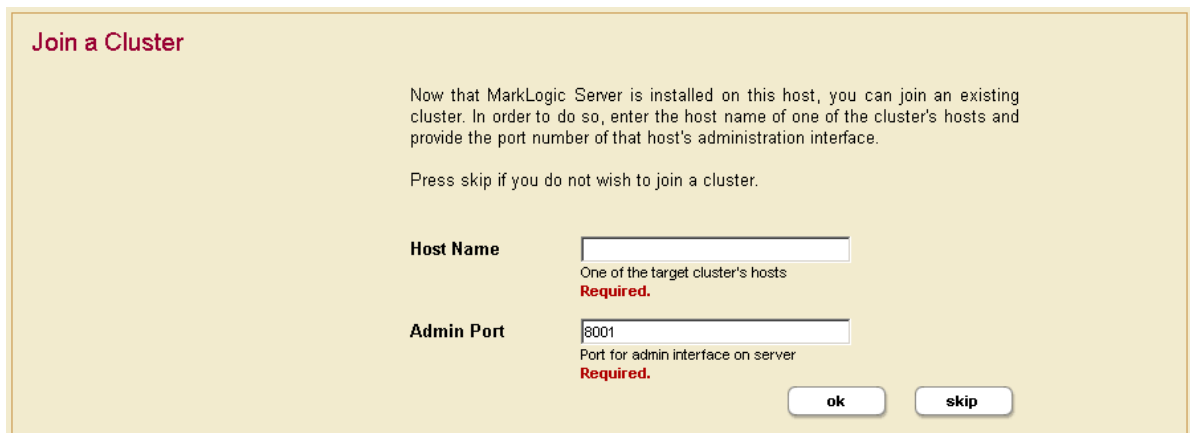 Join a Cluster
Now that MarkLogic Server is installed on this host, you can join an existing
cluster. In order to do so, enter the host name of one of the cluster's hosts and
provide the port number of that host's administration interface.
Press skip if you do not wish to join a cluster.
Host Name
One of the target cluster's hosts
Required.
Admin Port 8001
Port for admin interface on server
Required.
ok skip